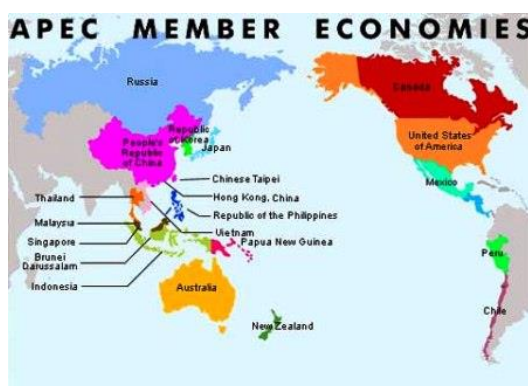 APEC MEMBER ECONOMIES
Russia
Canada
Republic
of Korea
People's
Republic
of China
Japan
United States
of America
Chinese Taipei
Mexico
Hong Kong, China
Thailand
Republic of the Philippines
Malaysia
Vietnam
Singapore
Papua New Guinea
Brunei
Darussalam
Indonesia
Australia
Peru
Chile
New Zealand